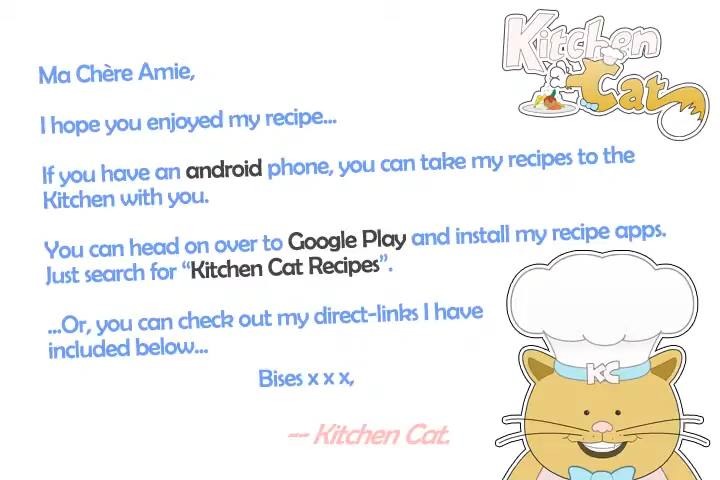 Kitchen
Cat
Ma Chère Amie,
I hope you enjoyed my recipe...
If you have an android phone, you can take my recipes to the
Kitchen with you.
You can head on over to Google Play and install my recipe apps.
Just search for “Kitchen Cat Recipes”.
...Or, you can check out my direct-links I have
included below...
Bises x x x,
-- Kitchen Cat.
KC